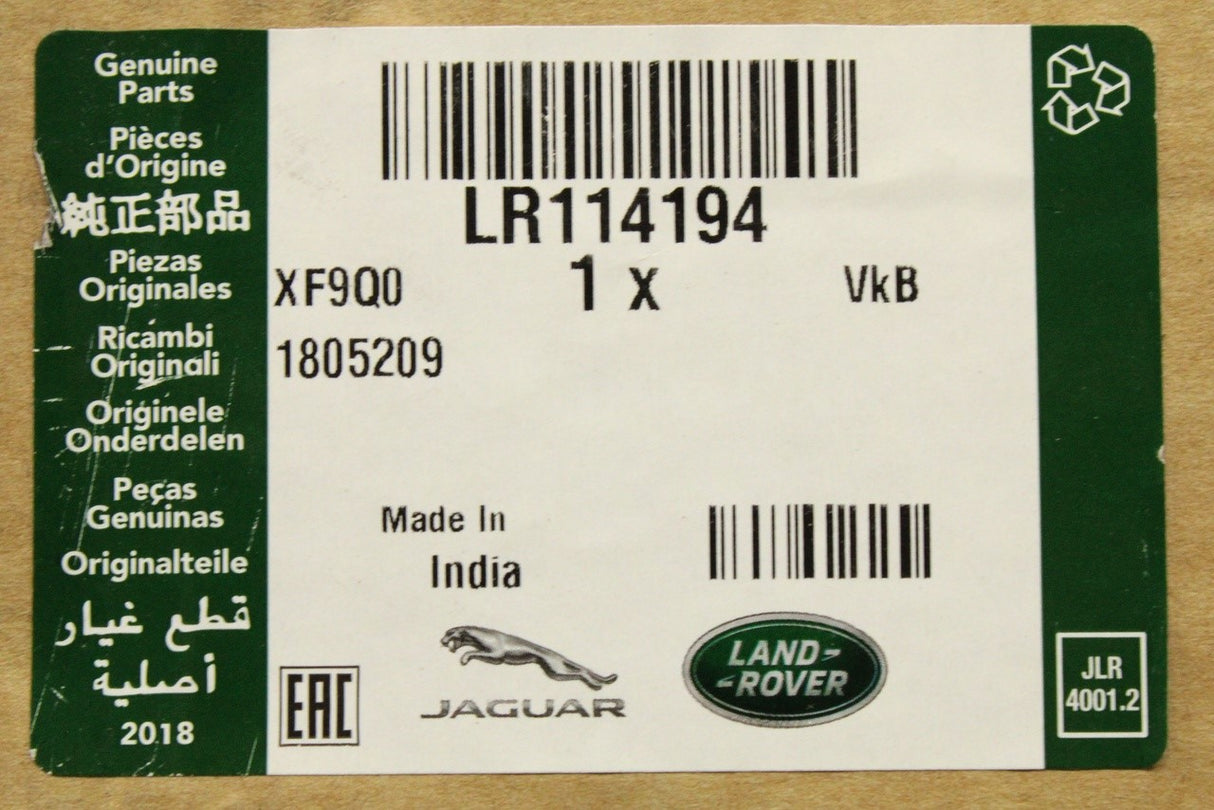 Genuine
Parts
Pièces
d'Origine
純正部品
Piezas
Originales
Ricambi
Originali
Originele
Onderdelen
Peças
Genuinas
Originalteile
قطع غيار
أصلية
2018
LR114194
XF9Q0 1 x VkB
1805209
Made In
India
EAC
JAGUAR
LAND-
-ROVER
JLR
4001.2